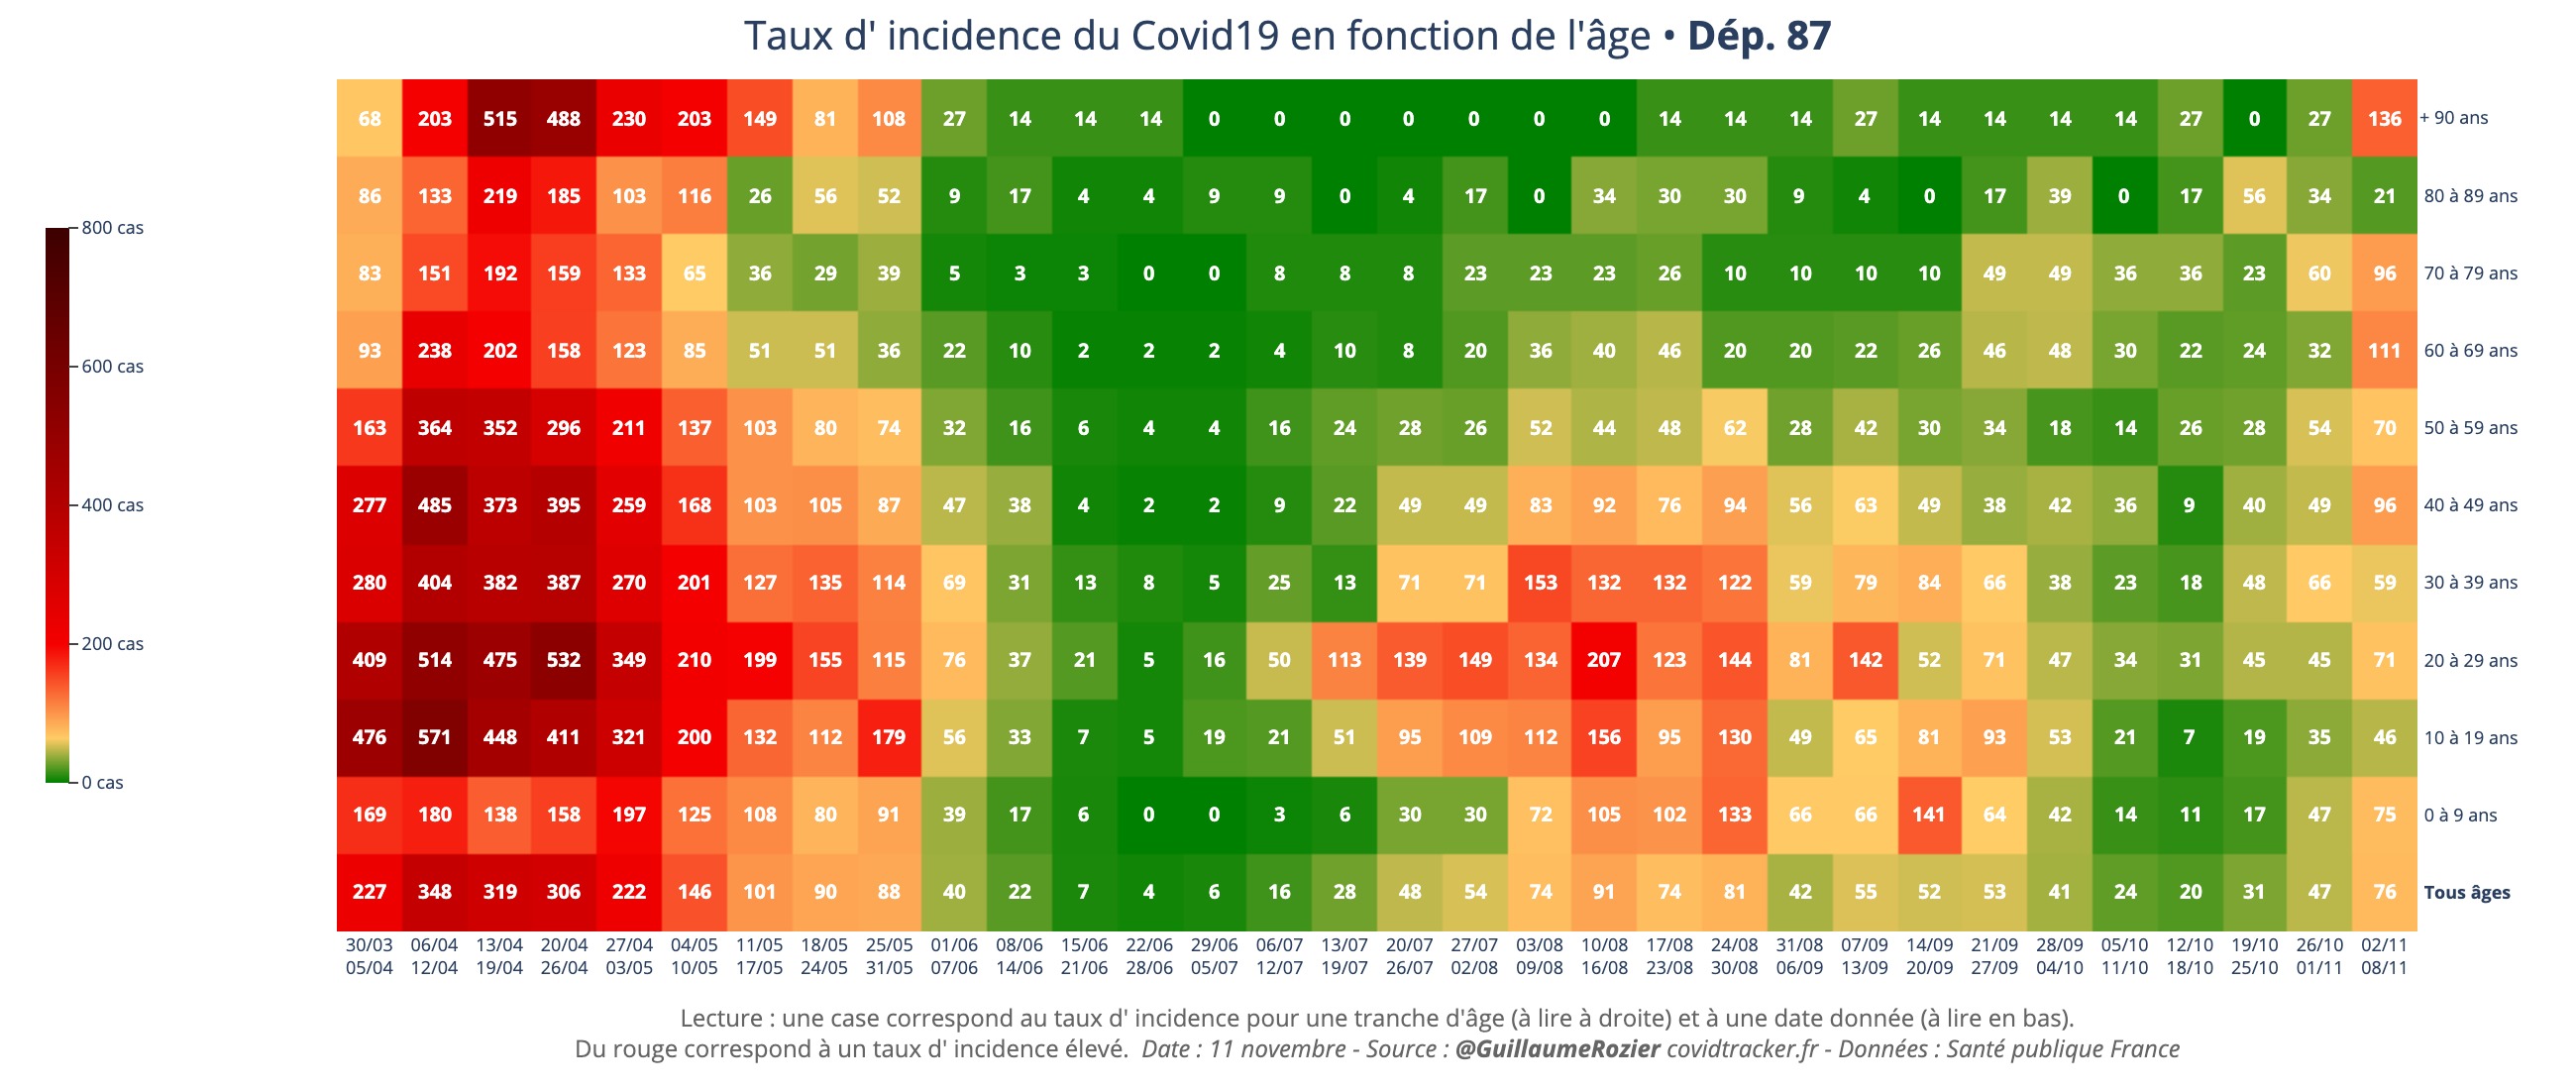 Taux d' incidence du Covid19 en fonction de l'âge • Dép. 87
800 cas
600 cas
400 cas
200 cas
0 cas
68 203 515 488 230 203 149 81 108 27 14 14 14 0 0 0 0 0 0 0 14 14 14 27 14 14 14 14 27 0 27 136 + 90 ans
86 133 219 185 103 116 26 56 52 9 17 4 4 9 9 0 4 17 0 34 30 30 9 4 0 17 39 0 17 56 34 21 80 à 89 ans
83 151 192 159 133 65 36 29 39 5 3 3 0 0 8 8 8 23 23 23 26 10 10 10 10 49 49 36 36 23 60 96 70 à 79 ans
93 238 202 158 123 85 51 51 36 22 10 2 2 2 4 10 8 20 36 40 46 20 20 22 26 46 48 30 22 24 32 111 60 à 69 ans
163 364 352 296 211 137 103 80 74 32 16 6 4 4 16 24 28 26 52 44 48 62 28 42 30 34 18 14 26 28 54 70 50 à 59 ans
277 485 373 395 259 168 103 105 87 47 38 4 2 2 9 22 49 49 83 92 76 94 56 63 49 38 42 36 9 40 49 96 40 à 49 ans
280 404 382 387 270 201 127 135 114 69 31 13 8 5 25 13 71 71 153 132 132 122 59 79 84 66 38 23 18 48 66 59 30 à 39 ans
409 514 475 532 349 210 199 155 115 76 37 21 5 16 50 113 139 149 134 207 123 144 81 142 52 71 47 34 31 45 45 71 20 à 29 ans
476 571 448 411 321 200 132 112 179 56 33 7 5 19 21 51 95 109 112 156 95 130 49 65 81 93 53 21 7 19 35 46 10 à 19 ans
169 180 138 158 197 125 108 80 91 39 17 6 0 0 3 6 30 30 72 105 102 133 66 66 141 64 42 14 11 17 47 75 0 à 9 ans
227 348 319 306 222 146 101 90 88 40 22 7 4 6 16 28 48 54 74 91 74 81 42 55 52 53 41 24 20 31 47 76 Tous âges
30/03 06/04 13/04 20/04 27/04 04/05 11/05 18/05 25/05 01/06 08/06 15/06 22/06 29/06 06/07 13/07 20/07 27/07 03/08 10/08 17/08 24/08 31/08 07/09 14/09 21/09 28/09 05/10 12/10 19/10 26/10 02/11
05/04 12/04 19/04 26/04 03/05 10/05 17/05 24/05 31/05 07/06 14/06 21/06 28/06 05/07 12/07 19/07 26/07 02/08 09/08 16/08 23/08 30/08 06/09 13/09 20/09 27/09 04/10 11/10 18/10 25/10 01/11 08/11
Lecture : une case correspond au taux d' incidence pour une tranche d'âge (à lire à droite) et à une date donnée (à lire en bas).
Du rouge correspond à un taux d' incidence élevé. Date : 11 novembre - Source : @GuillaumeRozier covidtracker.fr - Données : Santé publique France